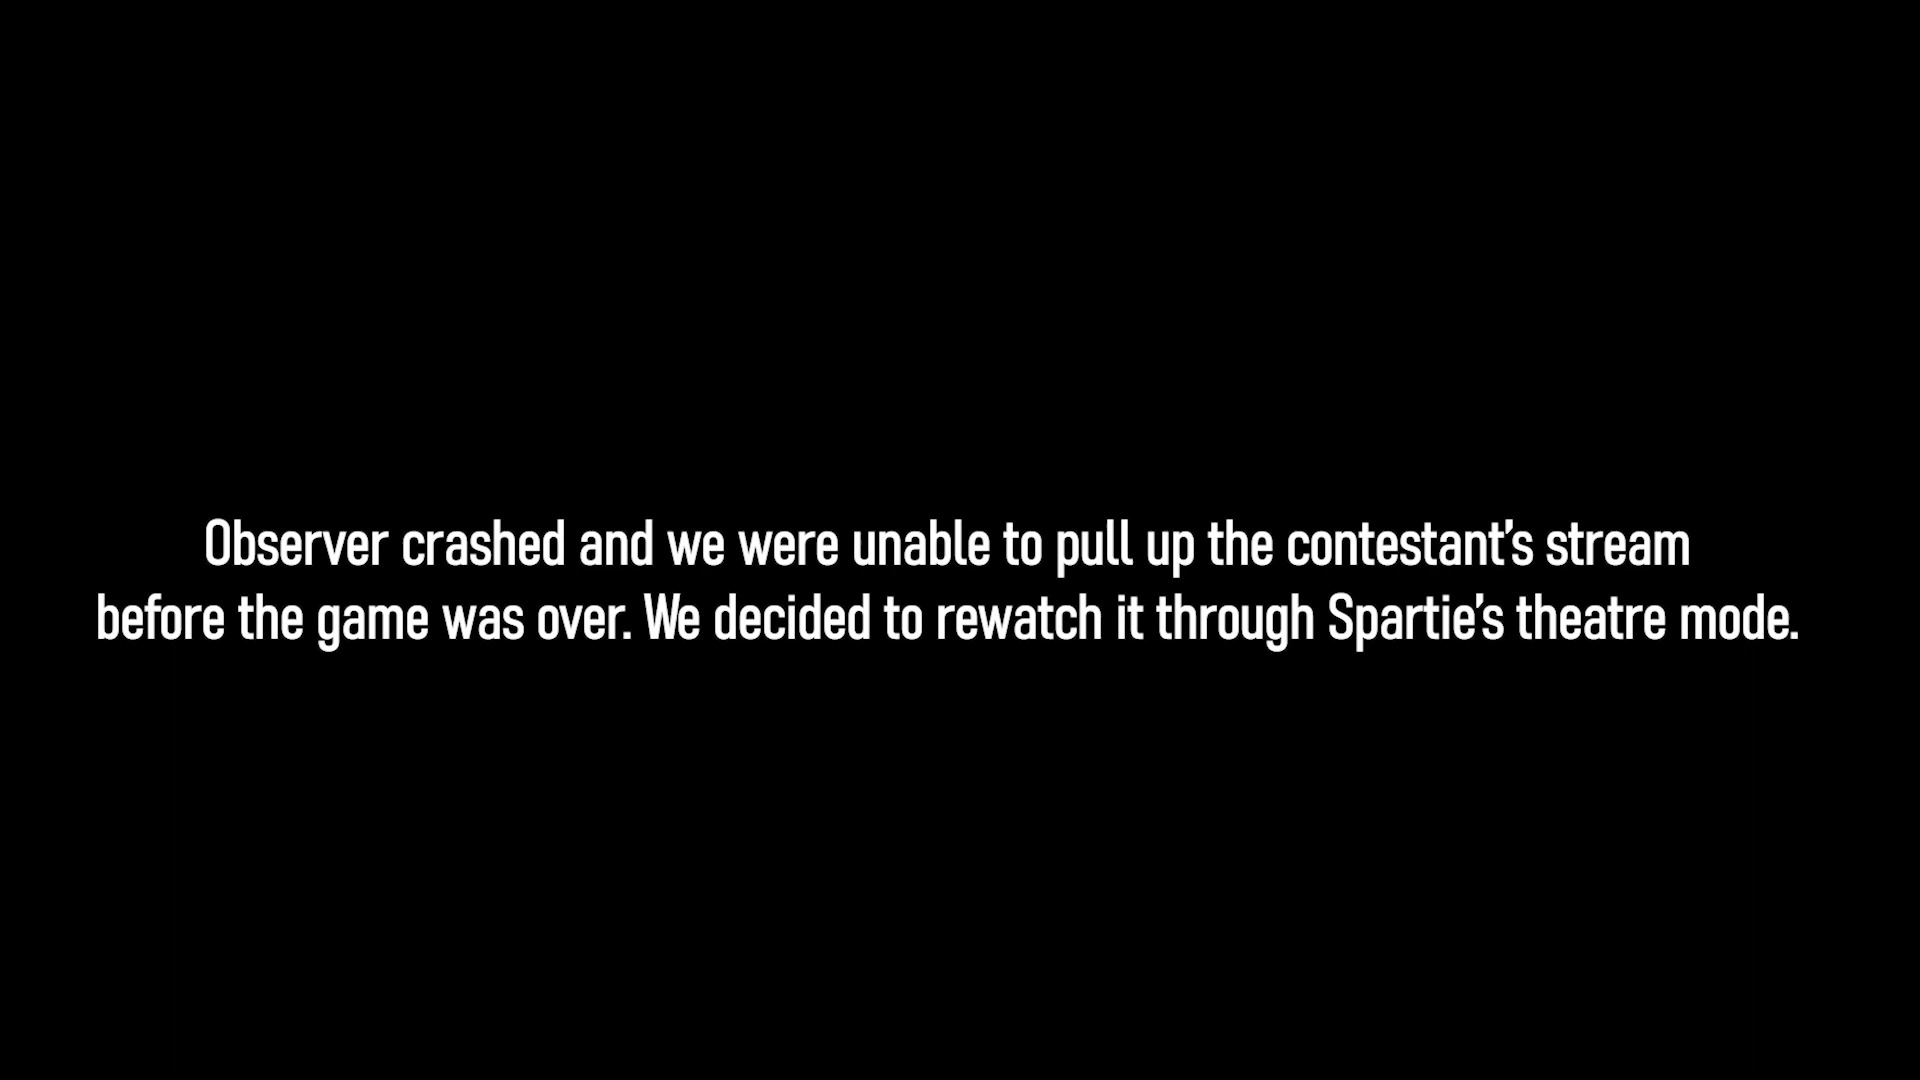 Observer crashed and we were unable to pull up the contestant’s stream
before the game was over. We decided to rewatch it through Spartie’s theatre mode.